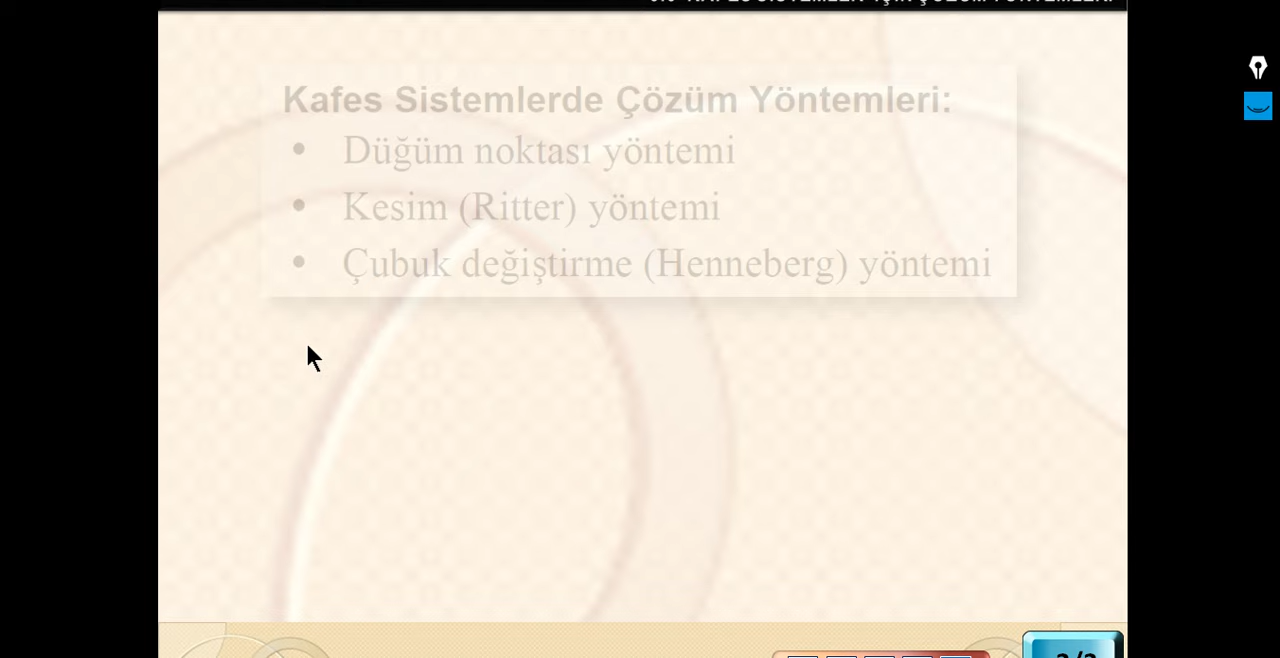 Kafes Sistemlerde Çözüm Yöntemleri:
• Düğüm noktası yöntemi
• Kesim (Ritter) yöntemi
• Çubuk değiştirme (Henneberg) yöntemi